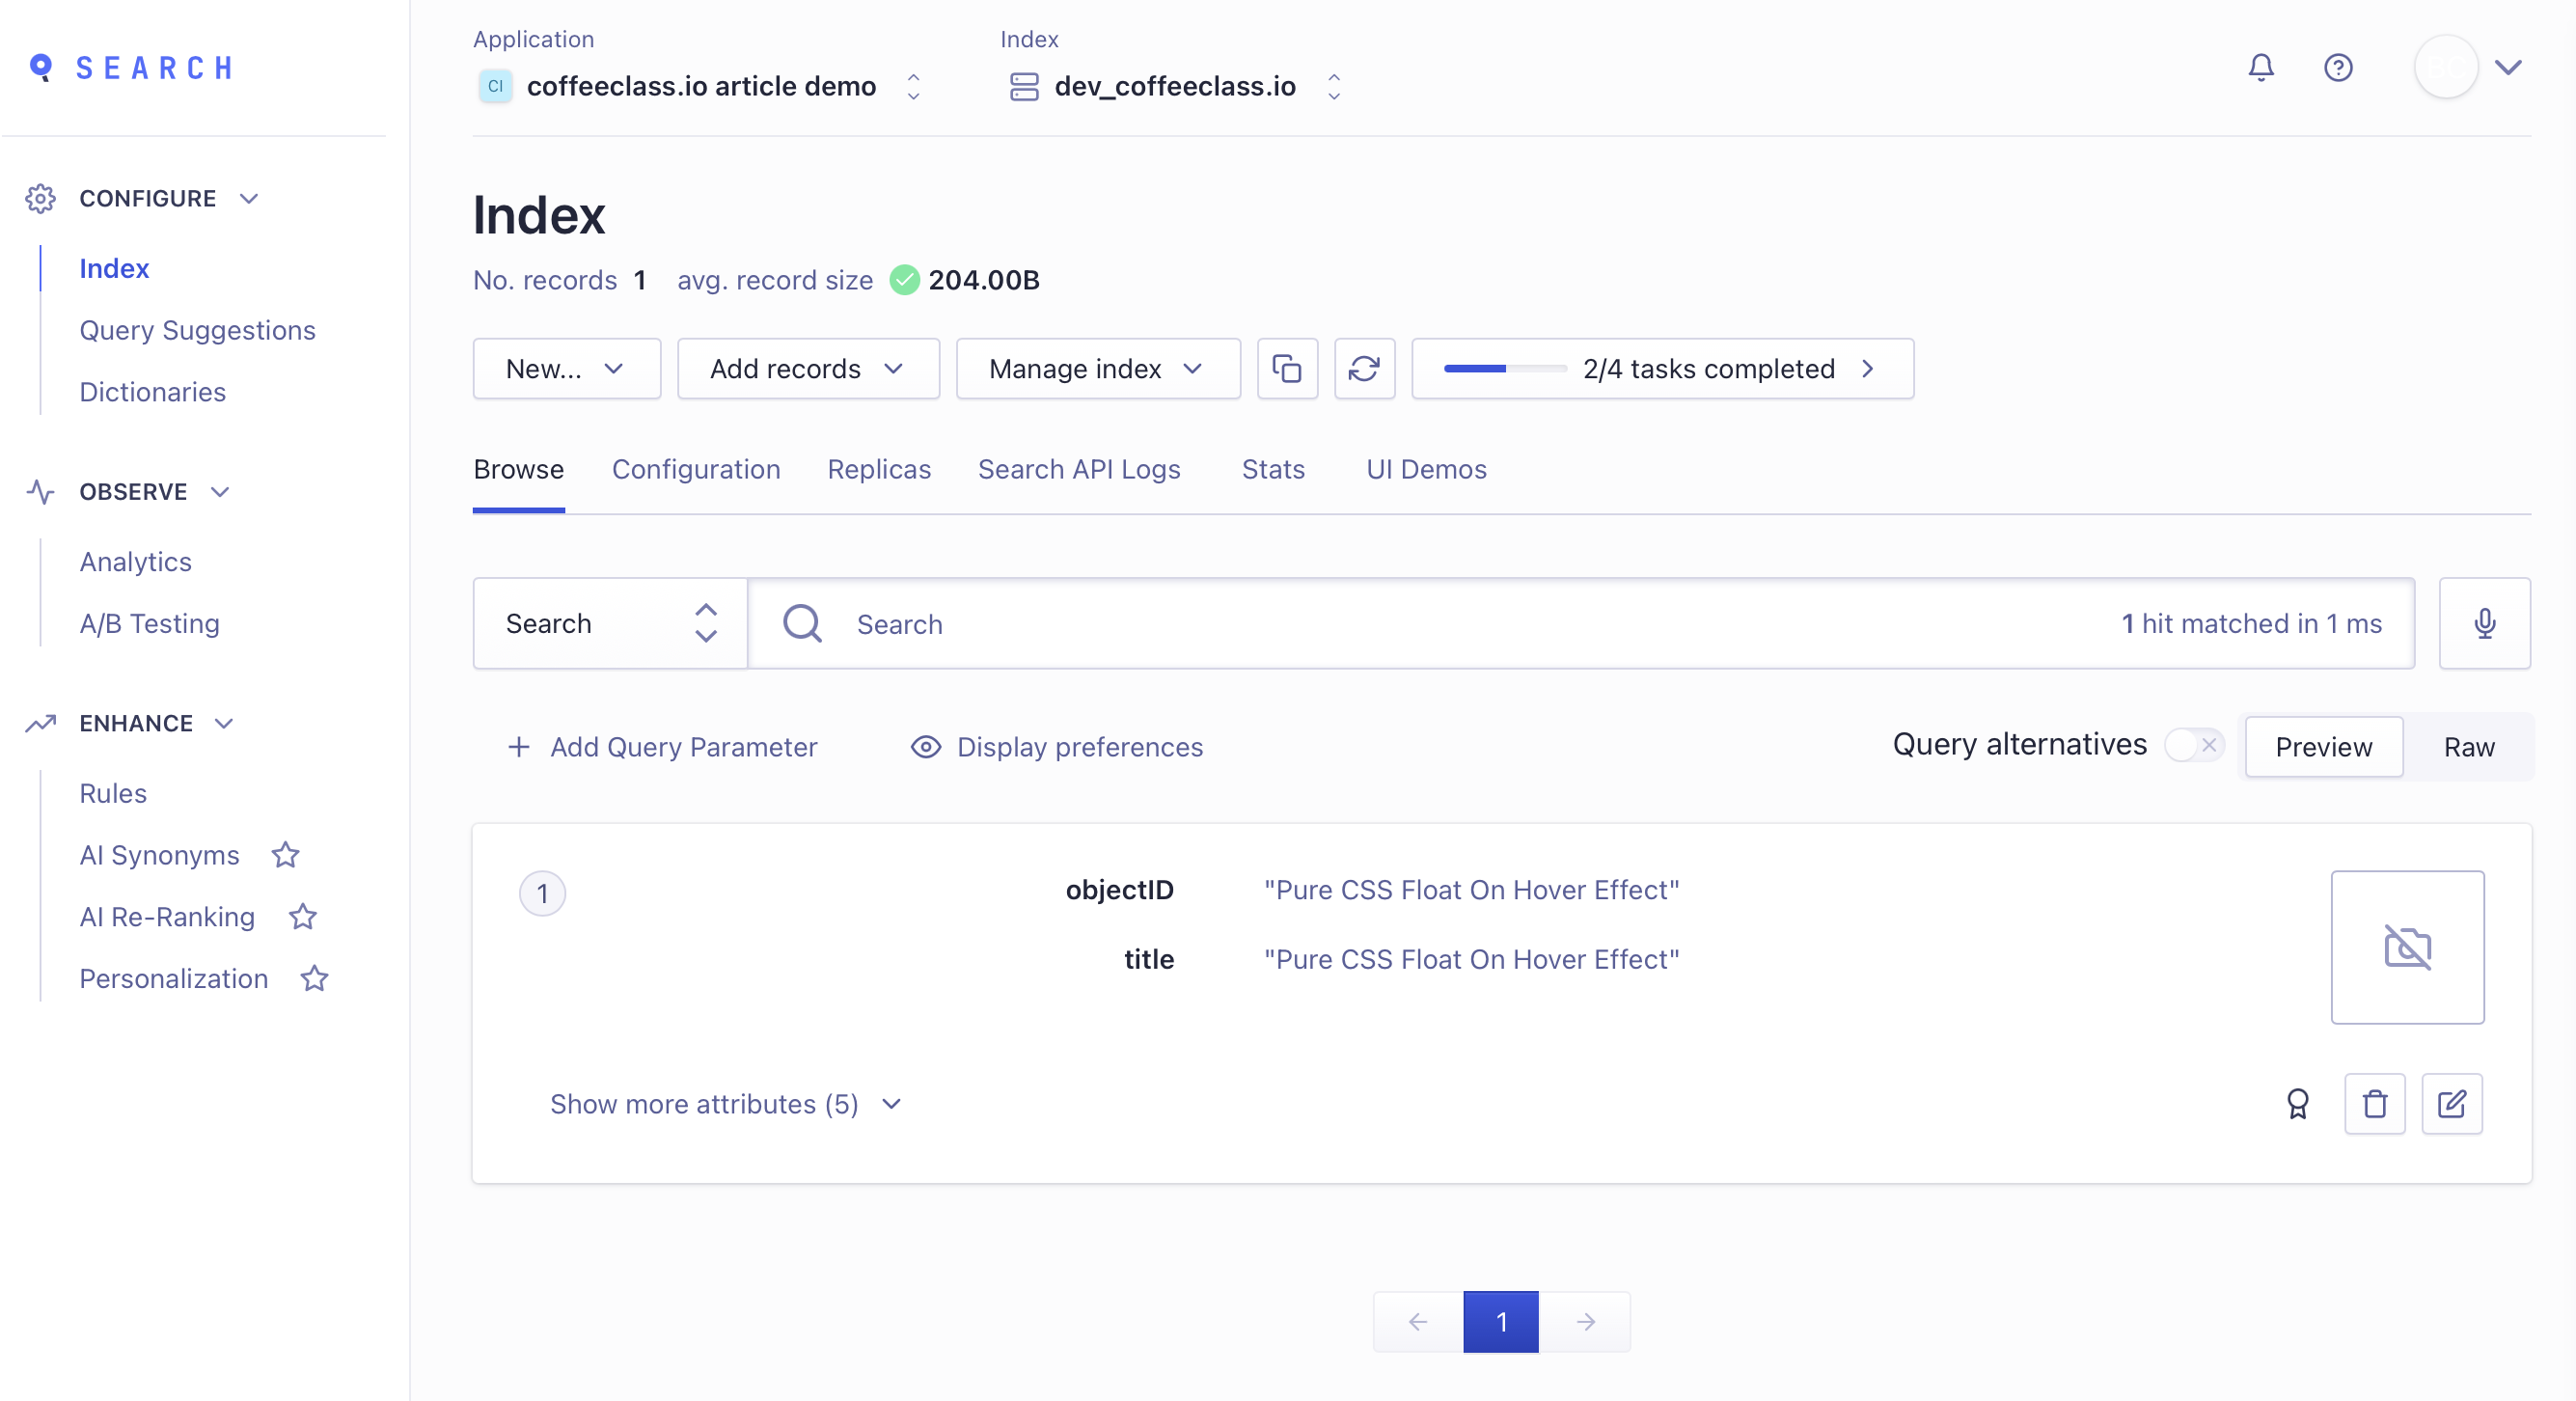 SEARCH
CONFIGURE
Index
Query Suggestions
Dictionaries
OBSERVE
Analytics
A/B Testing
ENHANCE
Rules
AI Synonyms
AI Re-Ranking
Personalization
Application
Index
CI coffeeclass.io article demo
dev_coffeeclass.io
Index
No. records 1 avg. record size 204.00B
New... Add records Manage index 2/4 tasks completed
Browse Configuration Replicas Search API Logs Stats UI Demos
Search Search 1 hit matched in 1 ms
Add Query Parameter Display preferences Query alternatives Preview Raw
1 objectID "Pure CSS Float On Hover Effect"
title "Pure CSS Float On Hover Effect"
Show more attributes (5)
1